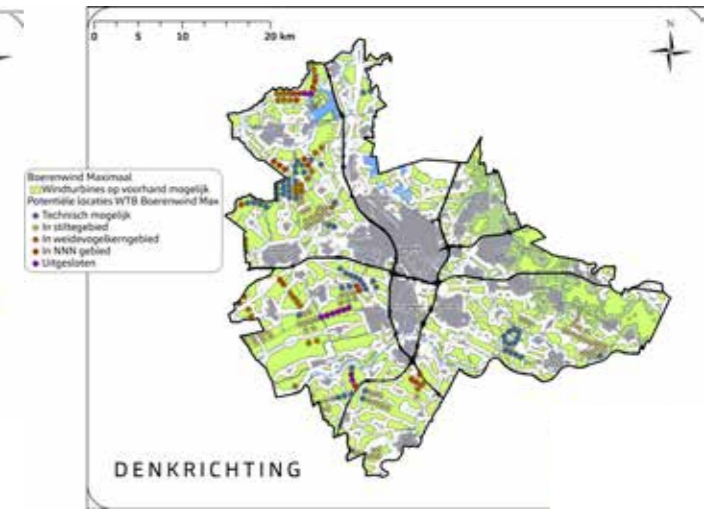 0 5 10 20 km
N
Boerenwind Maximaal
Windturbines op voorhand mogelijk
Potentiële locaties WTB Boerenwind Max
Technisch mogelijk
In stiltegebied
In weidevogelkerngebied
In NNN gebied
Uitgesloten
DENKRICHTING